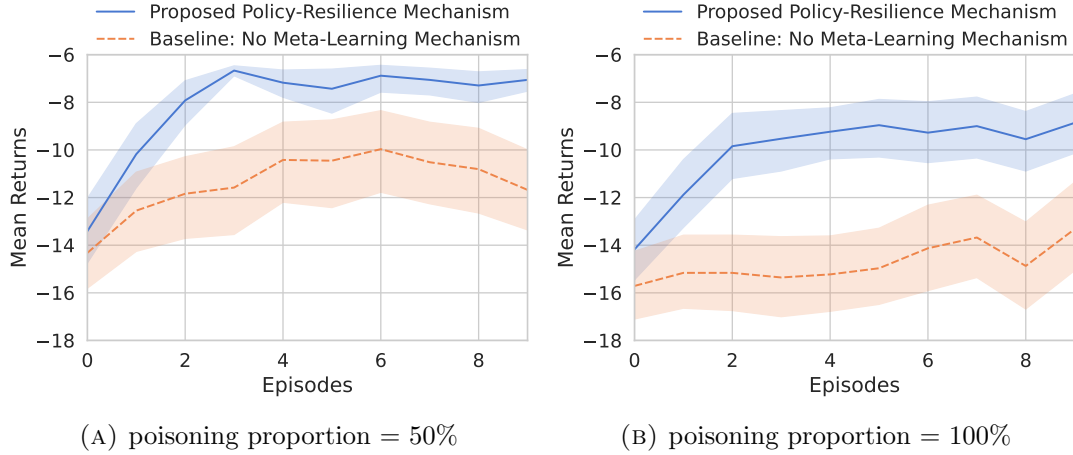 Proposed Policy-Resilience Mechanism
Baseline: No Meta-Learning Mechanism
−6
−8
−10
−12
−14
−16
−18
Mean Returns
0 2 4 6 8
Episodes
(A) poisoning proportion = 50%
Proposed Policy-Resilience Mechanism
Baseline: No Meta-Learning Mechanism
−6
−8
−10
−12
−14
−16
−18
Mean Returns
0 2 4 6 8
Episodes
(B) poisoning proportion = 100%